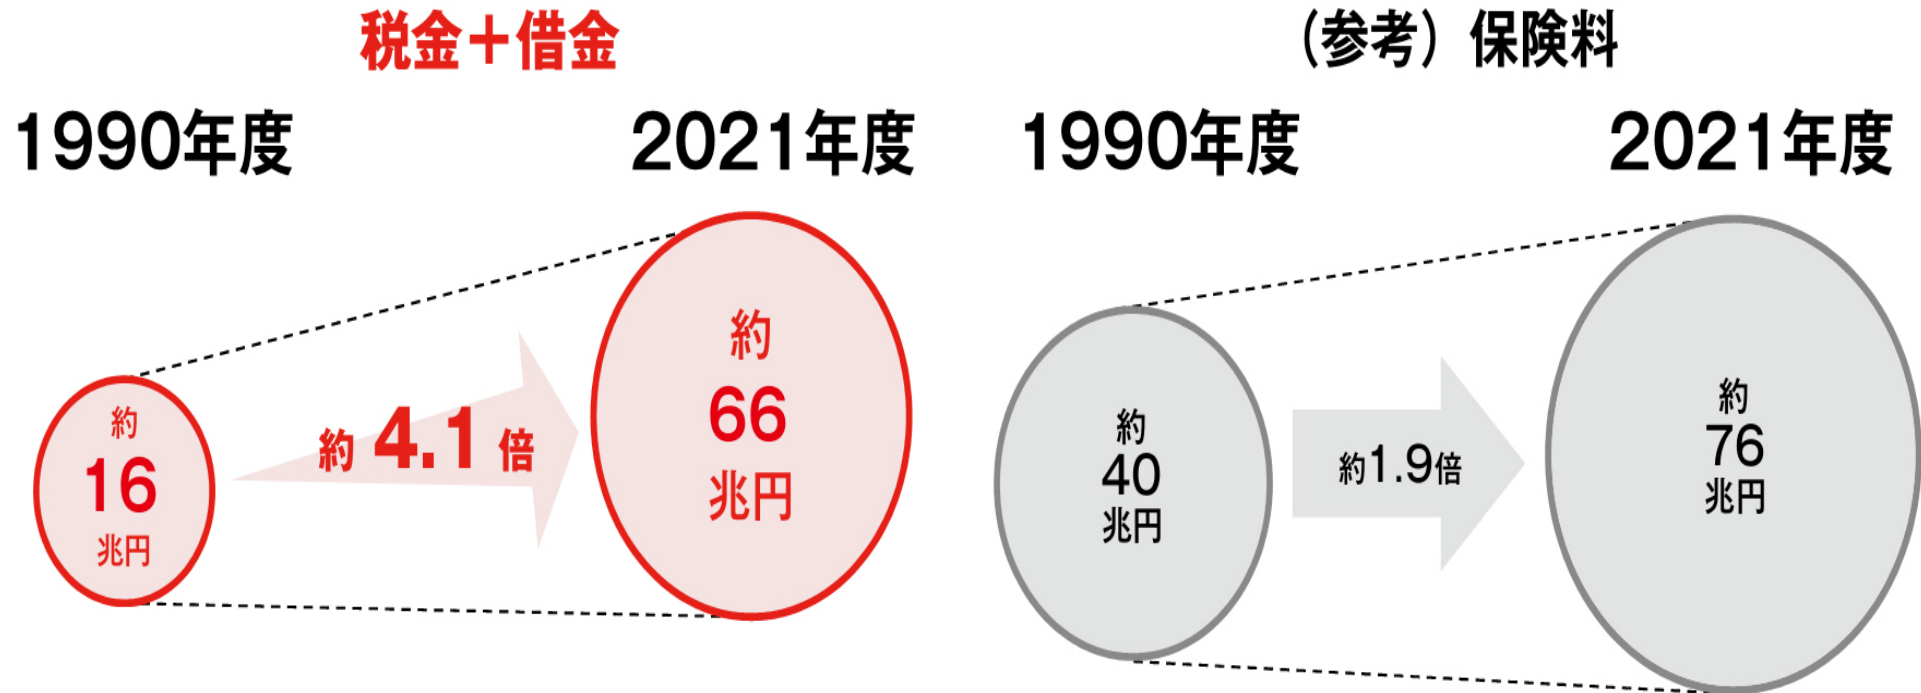 税金＋借金
1990年度
2021年度
約
16
兆円
約 4.1 倍
約
66
兆円
（参考）保険料
1990年度
2021年度
約
40
兆円
約1.9倍
約
76
兆円